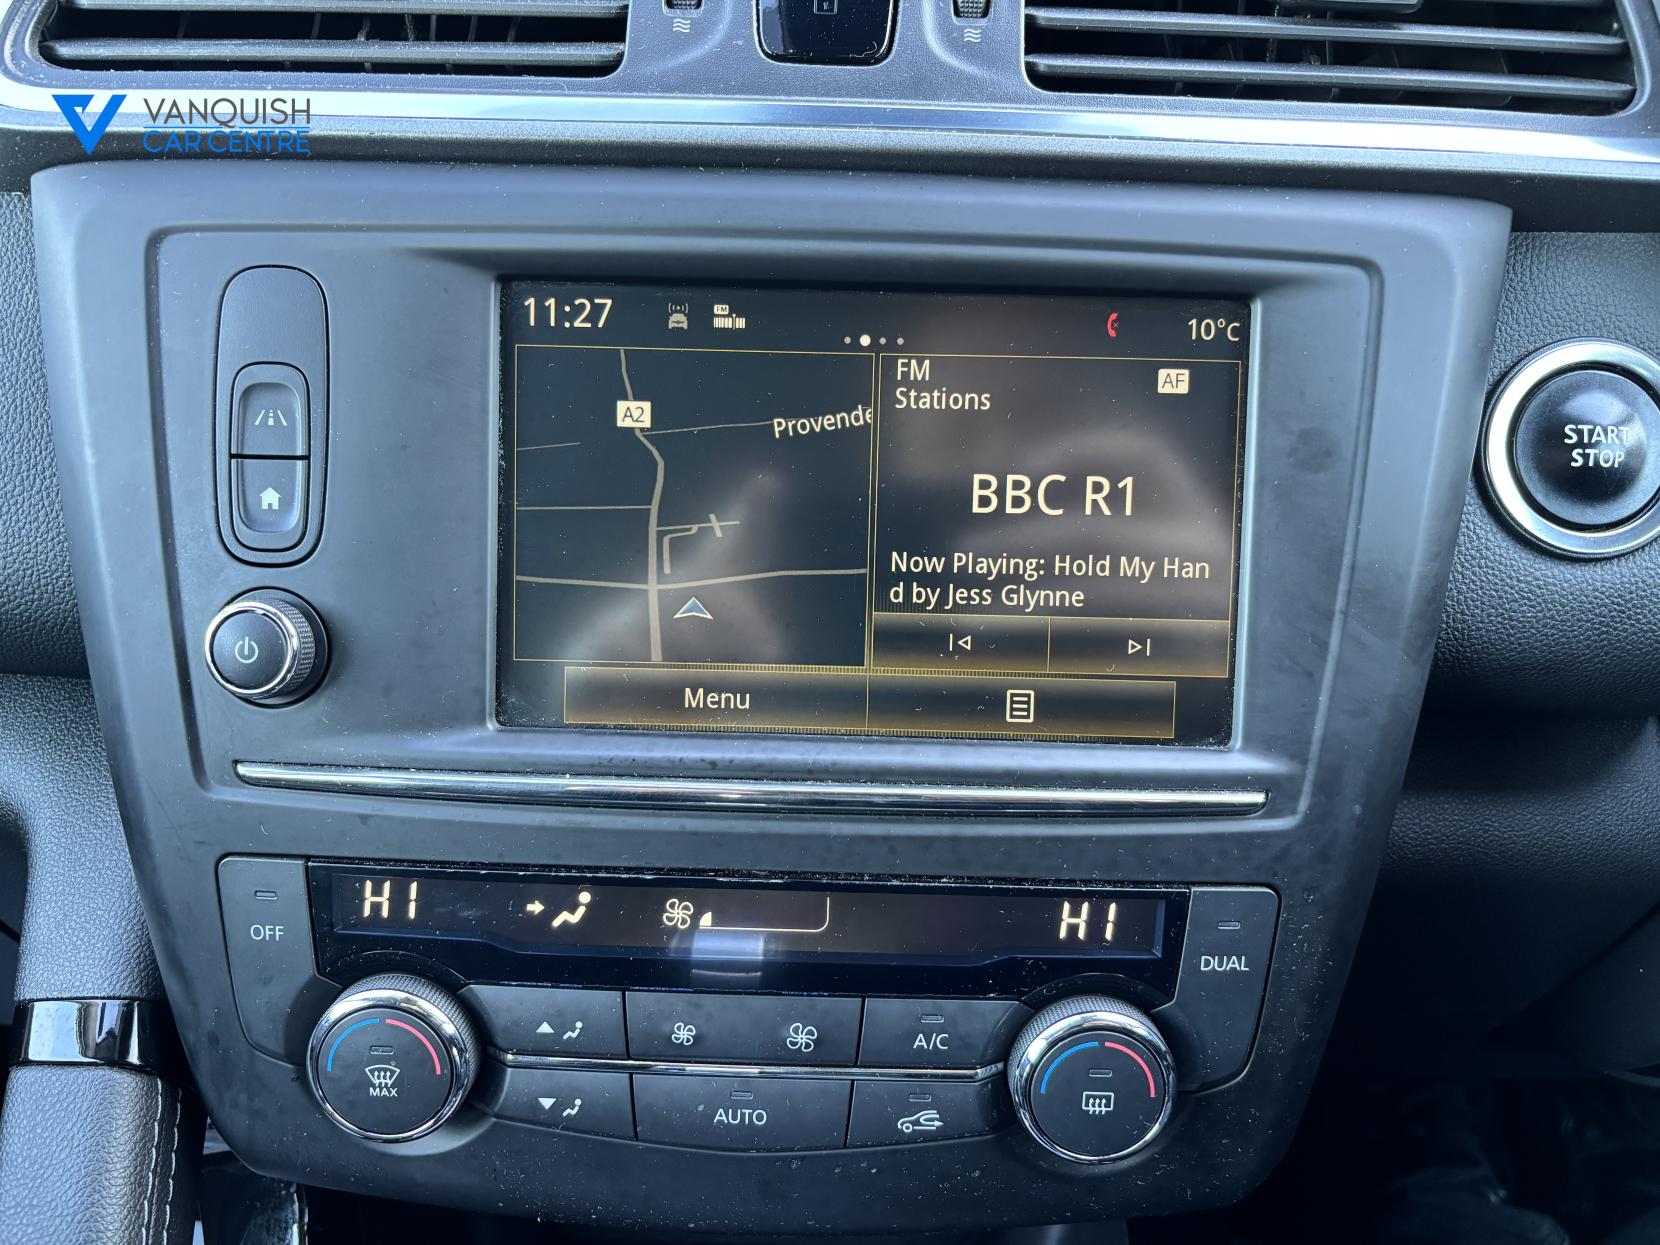 VANQUISH
CAR CENTRE
11:27
FM
10°C
A2
Provende
FM
Stations
AF
BBC R1
Now Playing: Hold My Han
d by Jess Glynne
Menu
START
STOP
HI
HI
OFF
DUAL
A/C
MAX
AUTO